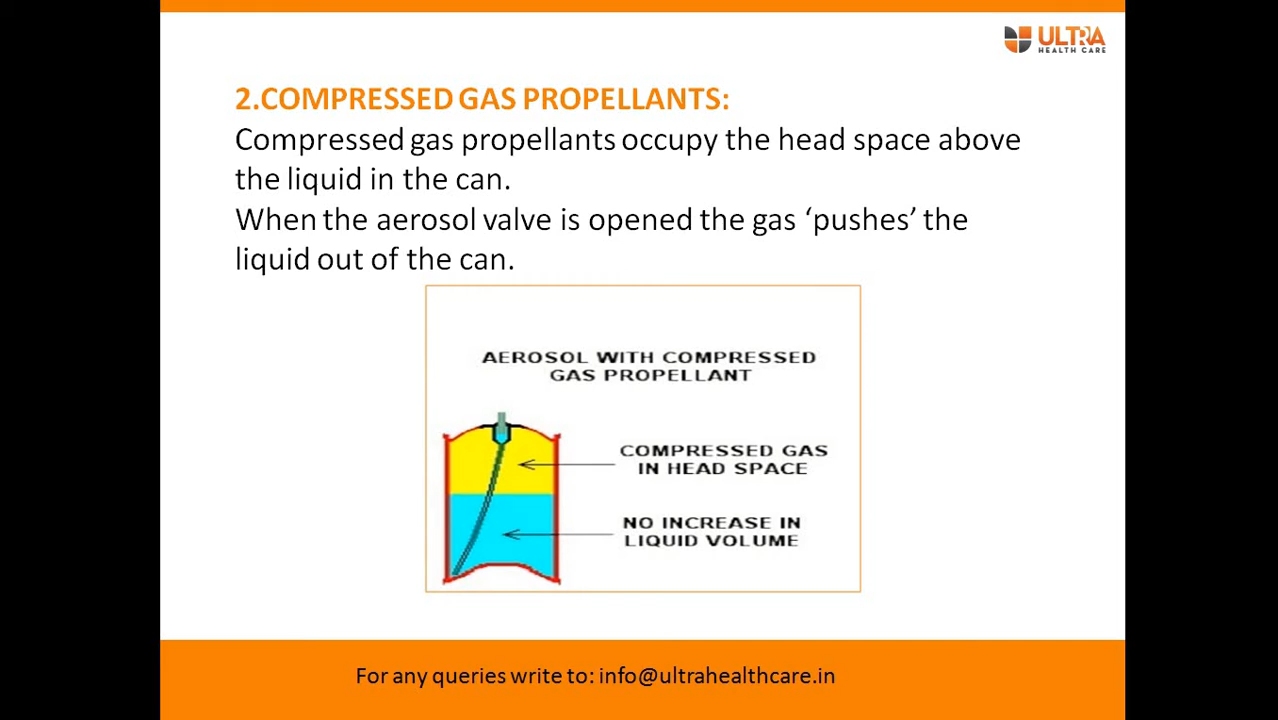 ULTRA
HEALTH CARE
2.COMPRESSED GAS PROPELLANTS:
Compressed gas propellants occupy the head space above
the liquid in the can.
When the aerosol valve is opened the gas ‘pushes’ the
liquid out of the can.
AEROSOL WITH COMPRESSED
GAS PROPELLANT
COMPRESSED GAS
IN HEAD SPACE
NO INCREASE IN
LIQUID VOLUME
For any queries write to: info@ultrahealthcare.in